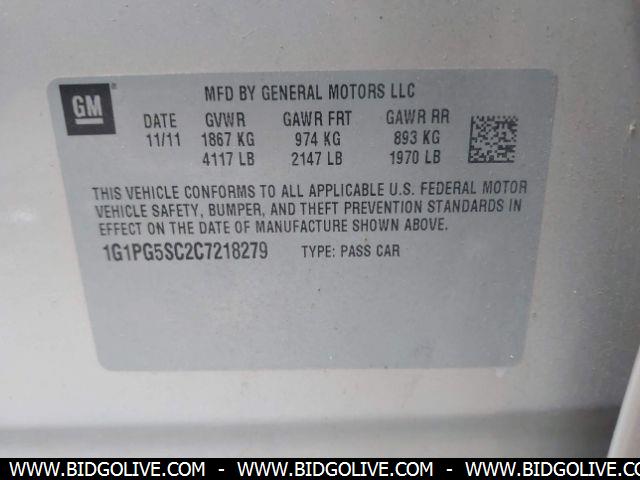 GM
MFD BY GENERAL MOTORS LLC
DATE GVWR GAWR FRT GAWR RR
11/11 1867 KG 974 KG 893 KG
4117 LB 2147 LB 1970 LB
THIS VEHICLE CONFORMS TO ALL APPLICABLE U.S. FEDERAL MOTOR
VEHICLE SAFETY, BUMPER, AND THEFT PREVENTION STANDARDS IN
EFFECT ON THE DATE OF MANUFACTURE SHOWN ABOVE.
1G1PG5SC2C7218279 TYPE: PASS CAR
WWW.BIDGOLIVE.COM - WWW.BIDGOLIVE.COM - WWW.BIDGOLIVE.COM